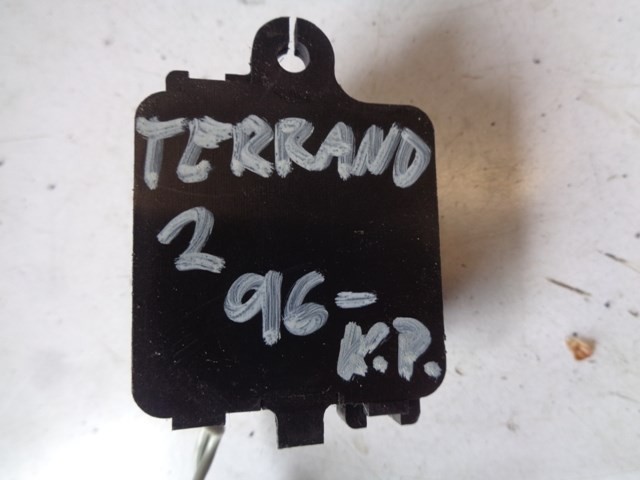 TERRANO
2
96-
K.P.